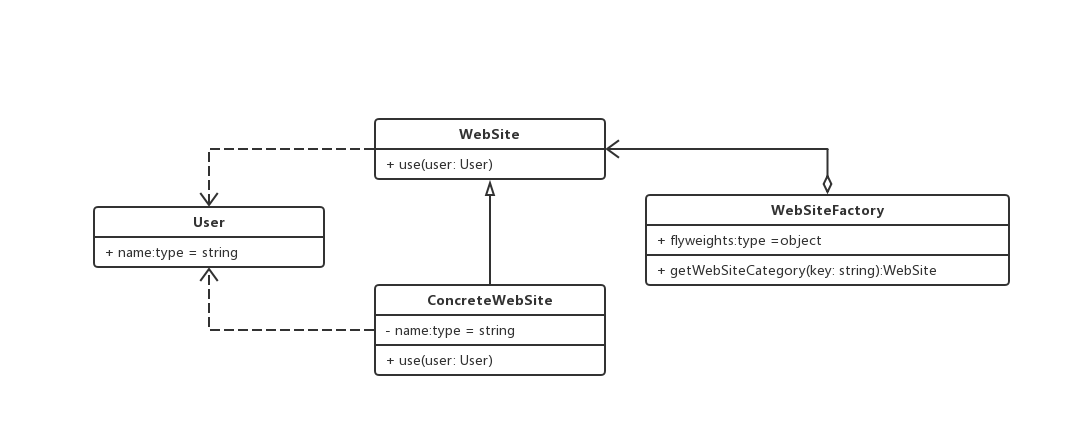 WebSite
+ use(user: User)
WebSiteFactory
+ flyweights:type =object
+ getWebSiteCategory(key: string):WebSite
User
+ name:type = string
ConcreteWebSite
- name:type = string
+ use(user: User)